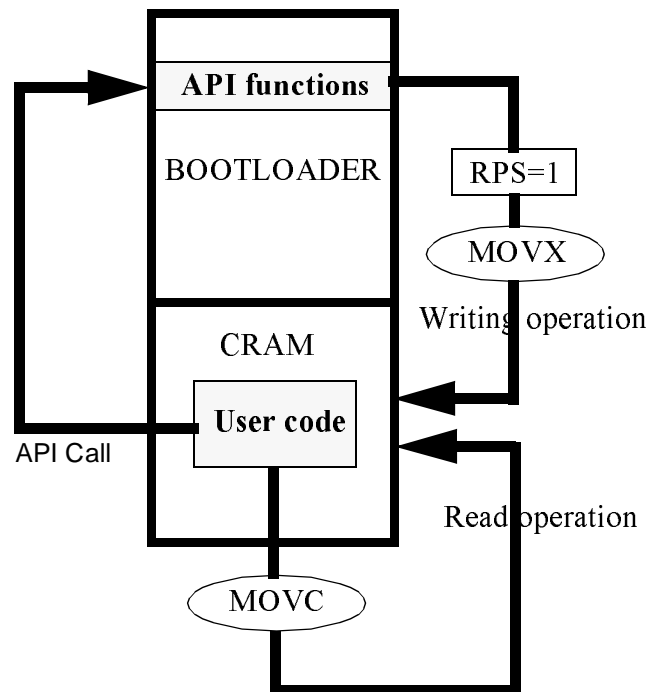 API functions
BOOTLOADER
RPS=1
MOVX
Writing operation
CRAM
User code
API Call
Read operation
MOVC